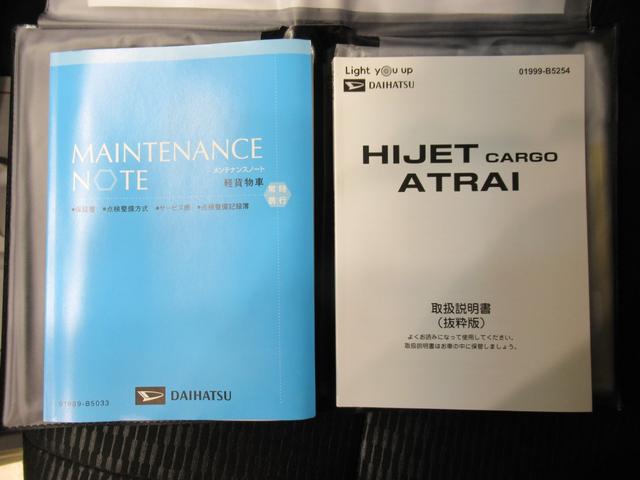 MAINTENANCE
NOTE
メンテナンスノート
軽貨物車
常時
携行
*保証書 *点検整備方式 *サービス網 *点検整備記録簿
DAIHATSU
01999-B5033
Light you up
DAIHATSU
01999-B5254
HIJET CARGO
ATRAI
取扱説明書
(抜粋版)
よくお読みになって使用してください。
取扱説明書はお車の中に保管しましょう。